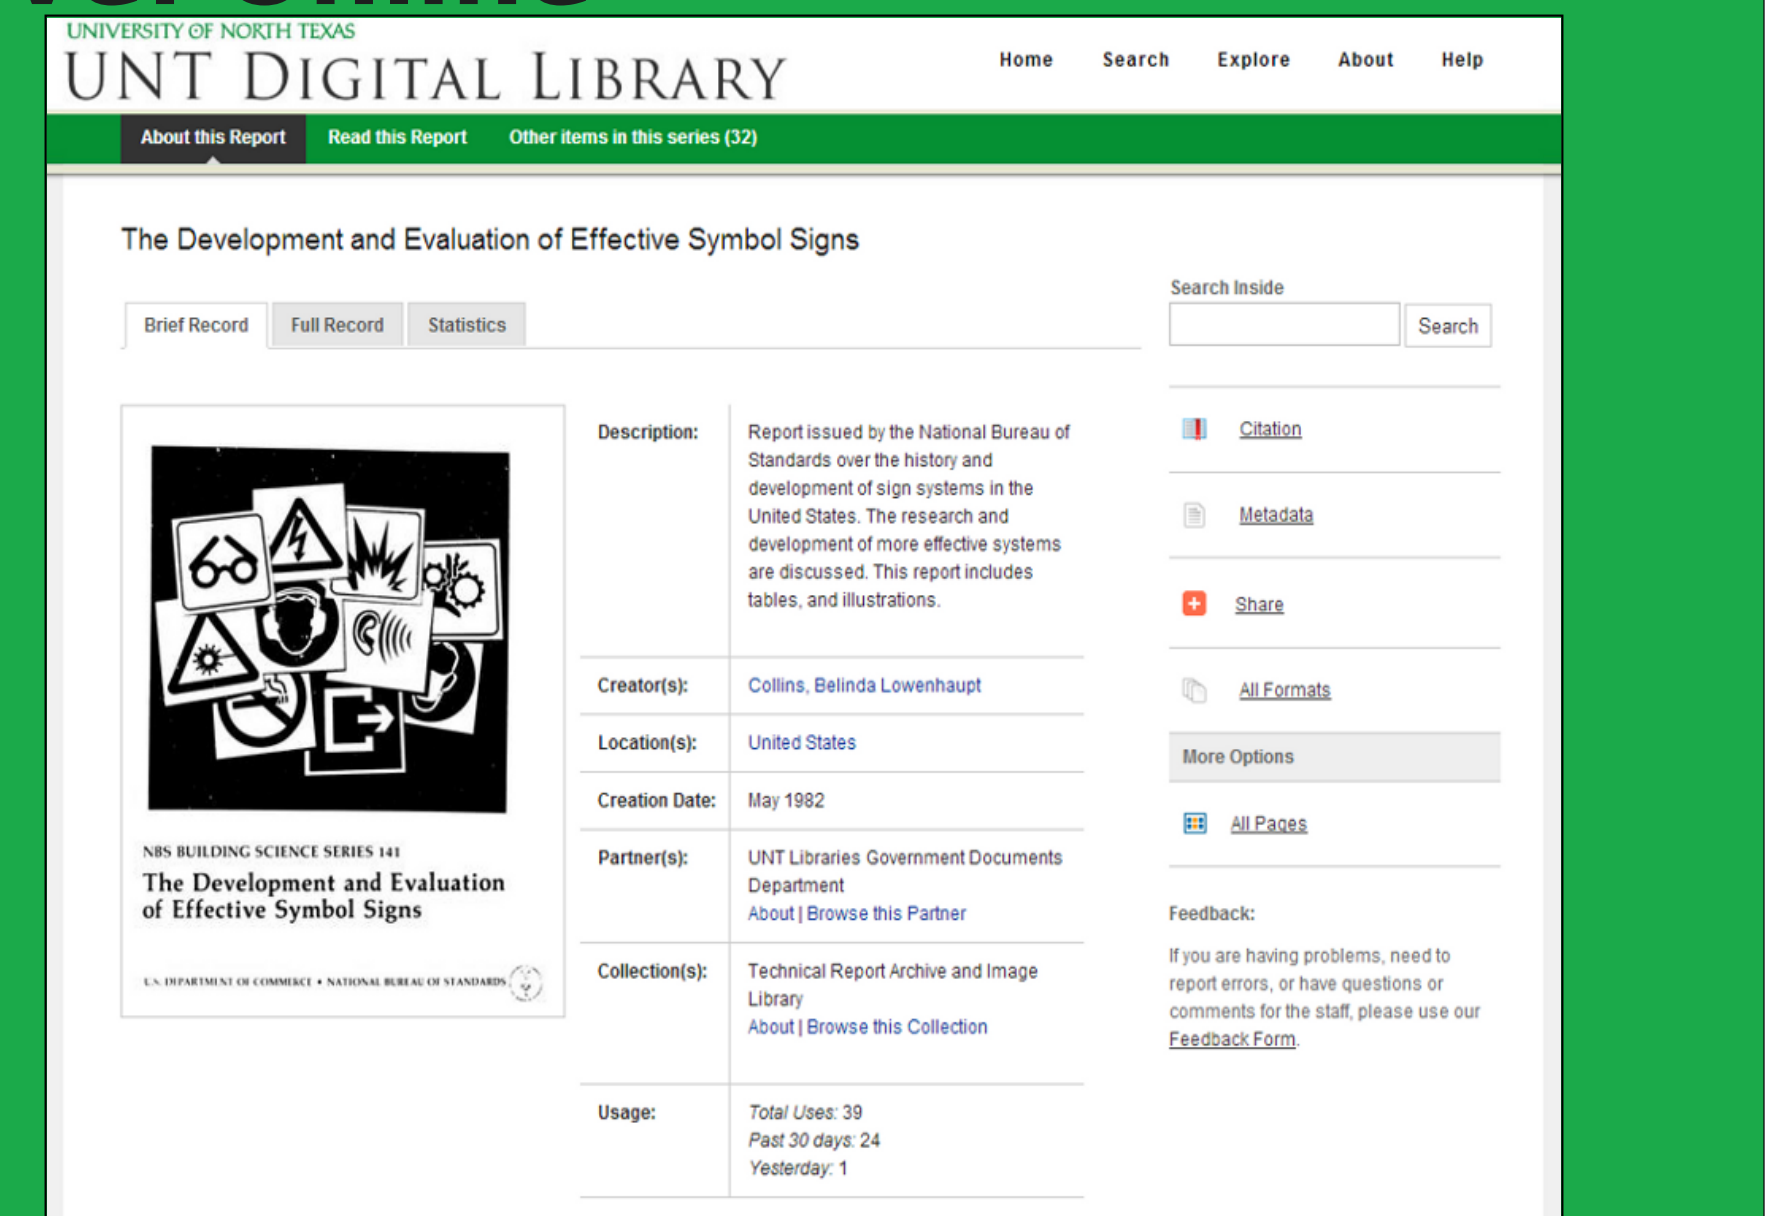 UNIVERSITY OF NORTH TEXAS
UNT DIGITAL LIBRARY
Home Search Explore About Help
About this Report Read this Report Other items in this series (32)
The Development and Evaluation of Effective Symbol Signs
Brief Record Full Record Statistics
NBS BUILDING SCIENCE SERIES 141
The Development and Evaluation
of Effective Symbol Signs
U.S. DEPARTMENT OF COMMERCE • NATIONAL BUREAU OF STANDARDS
Description: Report issued by the National Bureau of
Standards over the history and
development of sign systems in the
United States. The research and
development of more effective systems
are discussed. This report includes
tables, and illustrations.
Creator(s): Collins, Belinda Lowenhaupt
Location(s): United States
Creation Date: May 1982
Partner(s): UNT Libraries Government Documents
Department
About | Browse this Partner
Collection(s): Technical Report Archive and Image
Library
About | Browse this Collection
Usage: Total Uses: 39
Past 30 days: 24
Yesterday: 1
Search Inside
Search
Citation
Metadata
Share
All Formats
More Options
All Pages
Feedback:
If you are having problems, need to
report errors, or have questions or
comments for the staff, please use our
Feedback Form.